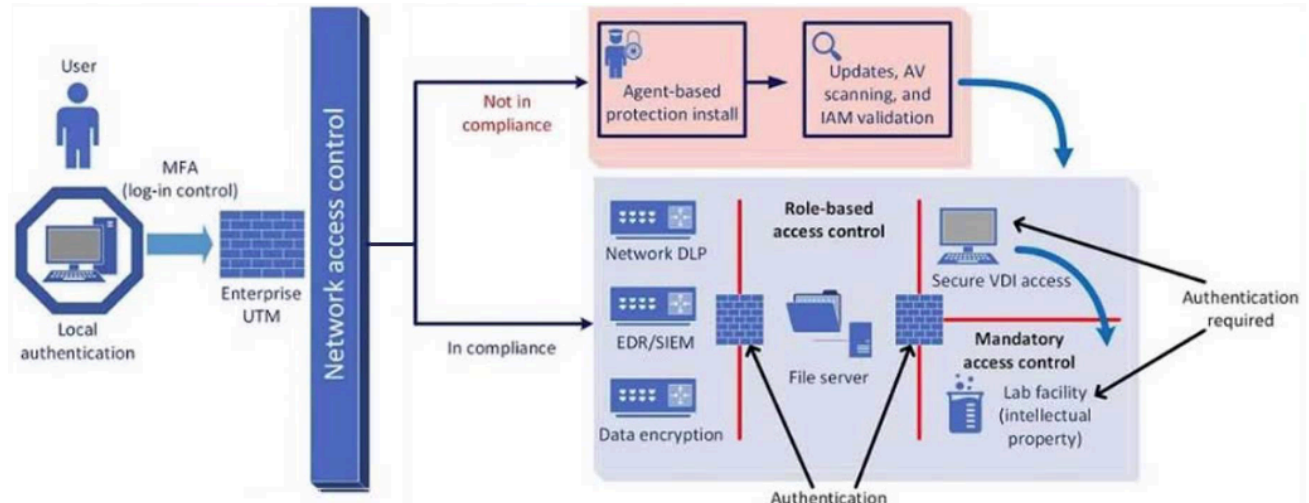 User
MFA
(log-in control)
Local
authentication
Enterprise
UTM
Network access control
Not in
compliance
In compliance
Agent-based
protection install
Updates, AV
scanning, and
IAM validation
Network DLP
EDR/SIEM
Data encryption
Role-based
access control
File server
Secure VDI access
Mandatory
access control
Lab facility
(intellectual
property)
Authentication
required
Authentication